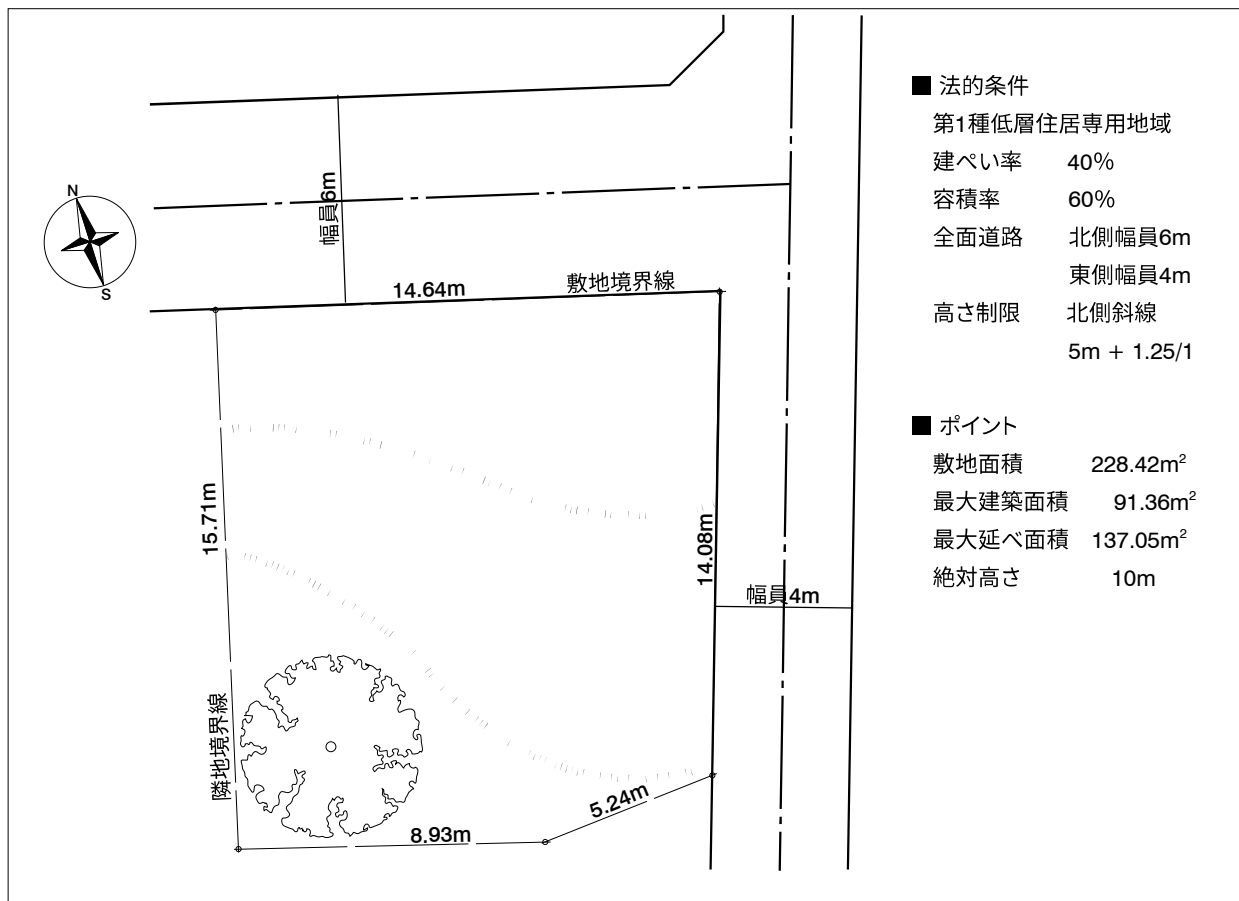 N
S
幅員6m
14.64m
敷地境界線
15.71m
14.08m
幅員4m
隣地境界線
5.24m
8.93m
■ 法的条件
第1種低層住居専用地域
建ぺい率 40%
容積率 60%
全面道路 北側幅員6m
東側幅員4m
高さ制限 北側斜線
5m + 1.25/1
■ ポイント
敷地面積 228.42m²
最大建築面積 91.36m²
最大延べ面積 137.05m²
絶対高さ 10m